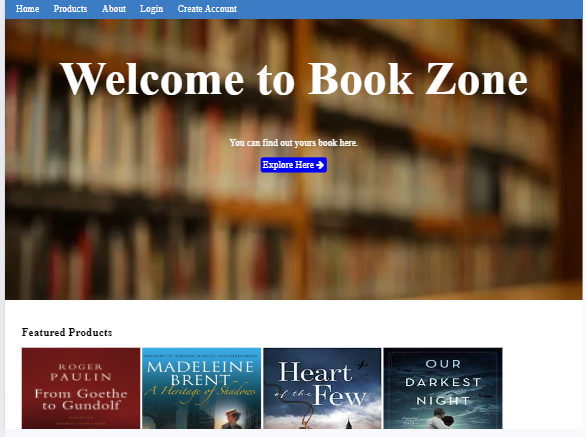 Home Products About Login Create Account
Welcome to Book Zone
You can find out yours book here.
Explore Here
Featured Products
ROGER
PAULIN
From Goethe
to Gundolf
MADELEINE
BRENT
A Heritage of Shadows
Heart
of the
Few
OUR
DARKEST
NIGHT